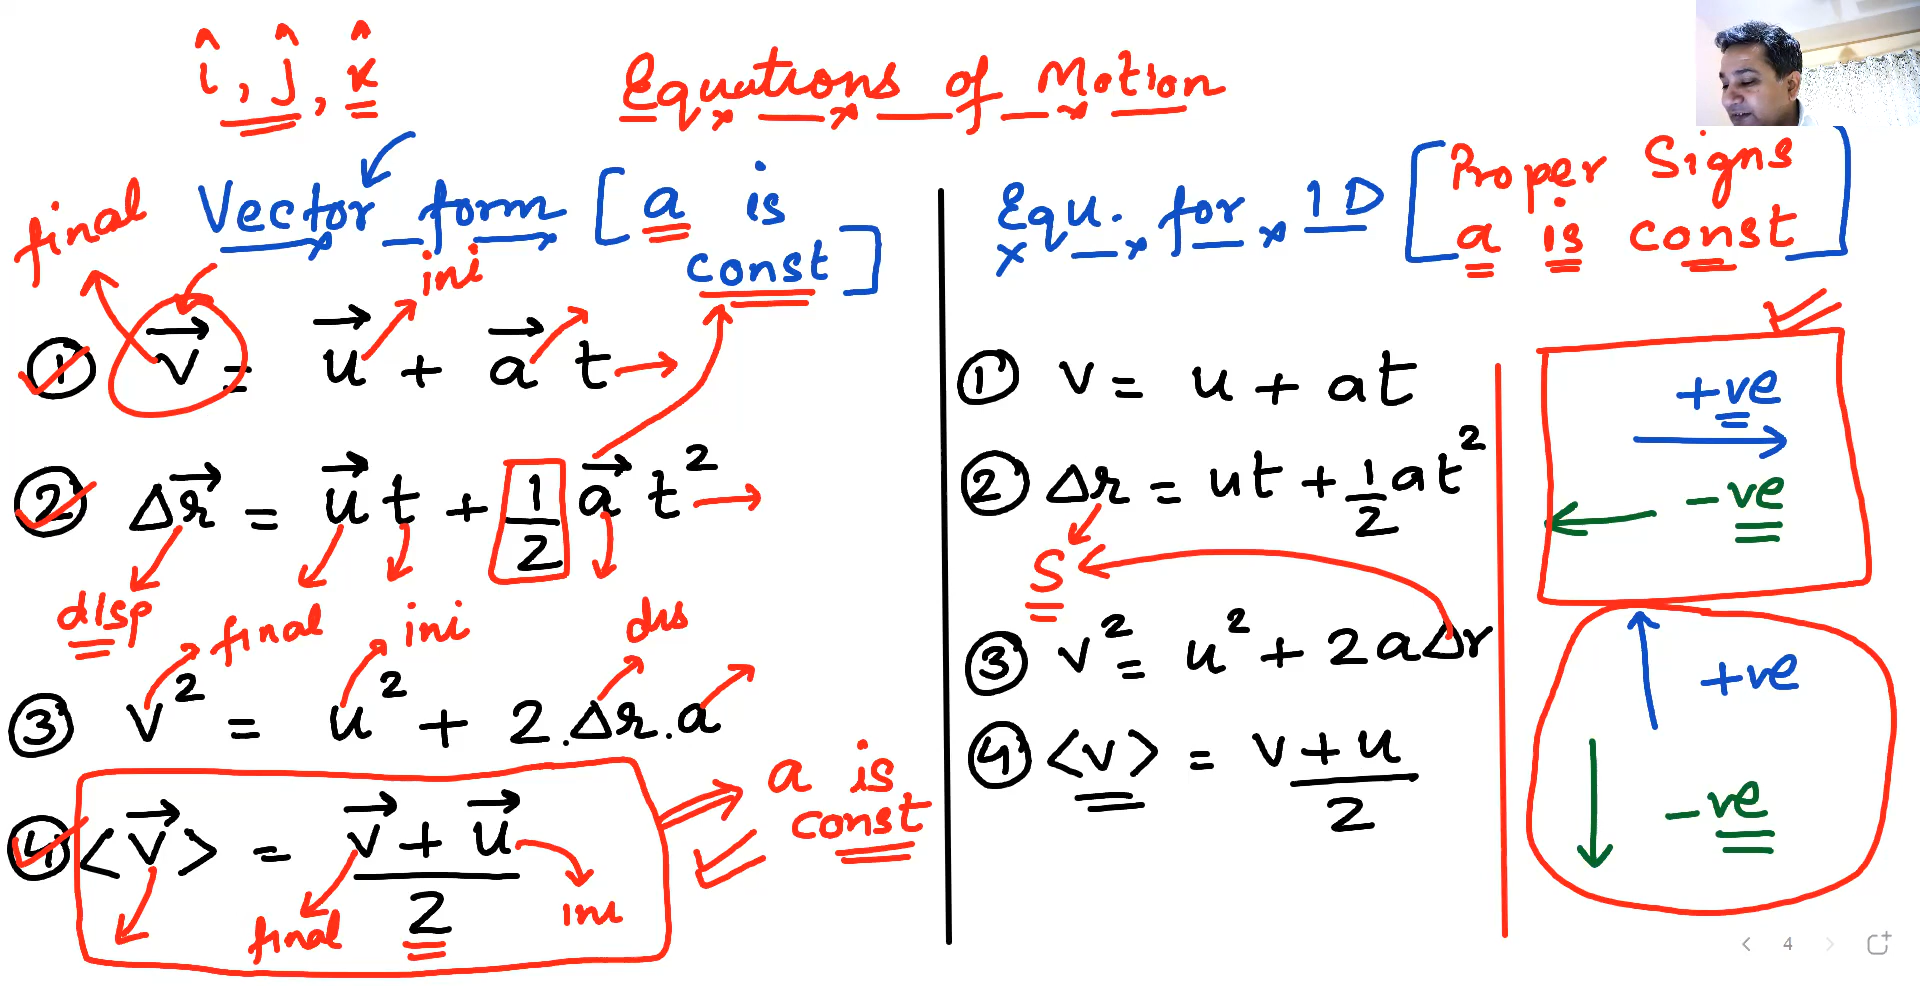 î, ĵ, k̂
Equations of Motion
final
Vector form [a is const]
ini
① v⃗ = u⃗ + a⃗ t
② Δr⃗ = u⃗ t + 1/2 a⃗ t²
disp
final
ini
dis
③ v² = u² + 2.Δr.a
④ <v⃗> = (v⃗ + u⃗)/2
final
ini
a is
const
Equ. for 1D [Proper Signs
a is const]
① v = u + at
② Δr = ut + 1/2 at²
S
③ v² = u² + 2aΔr
④ <v> = (v + u)/2
+ve
-ve
+ve
-ve
4